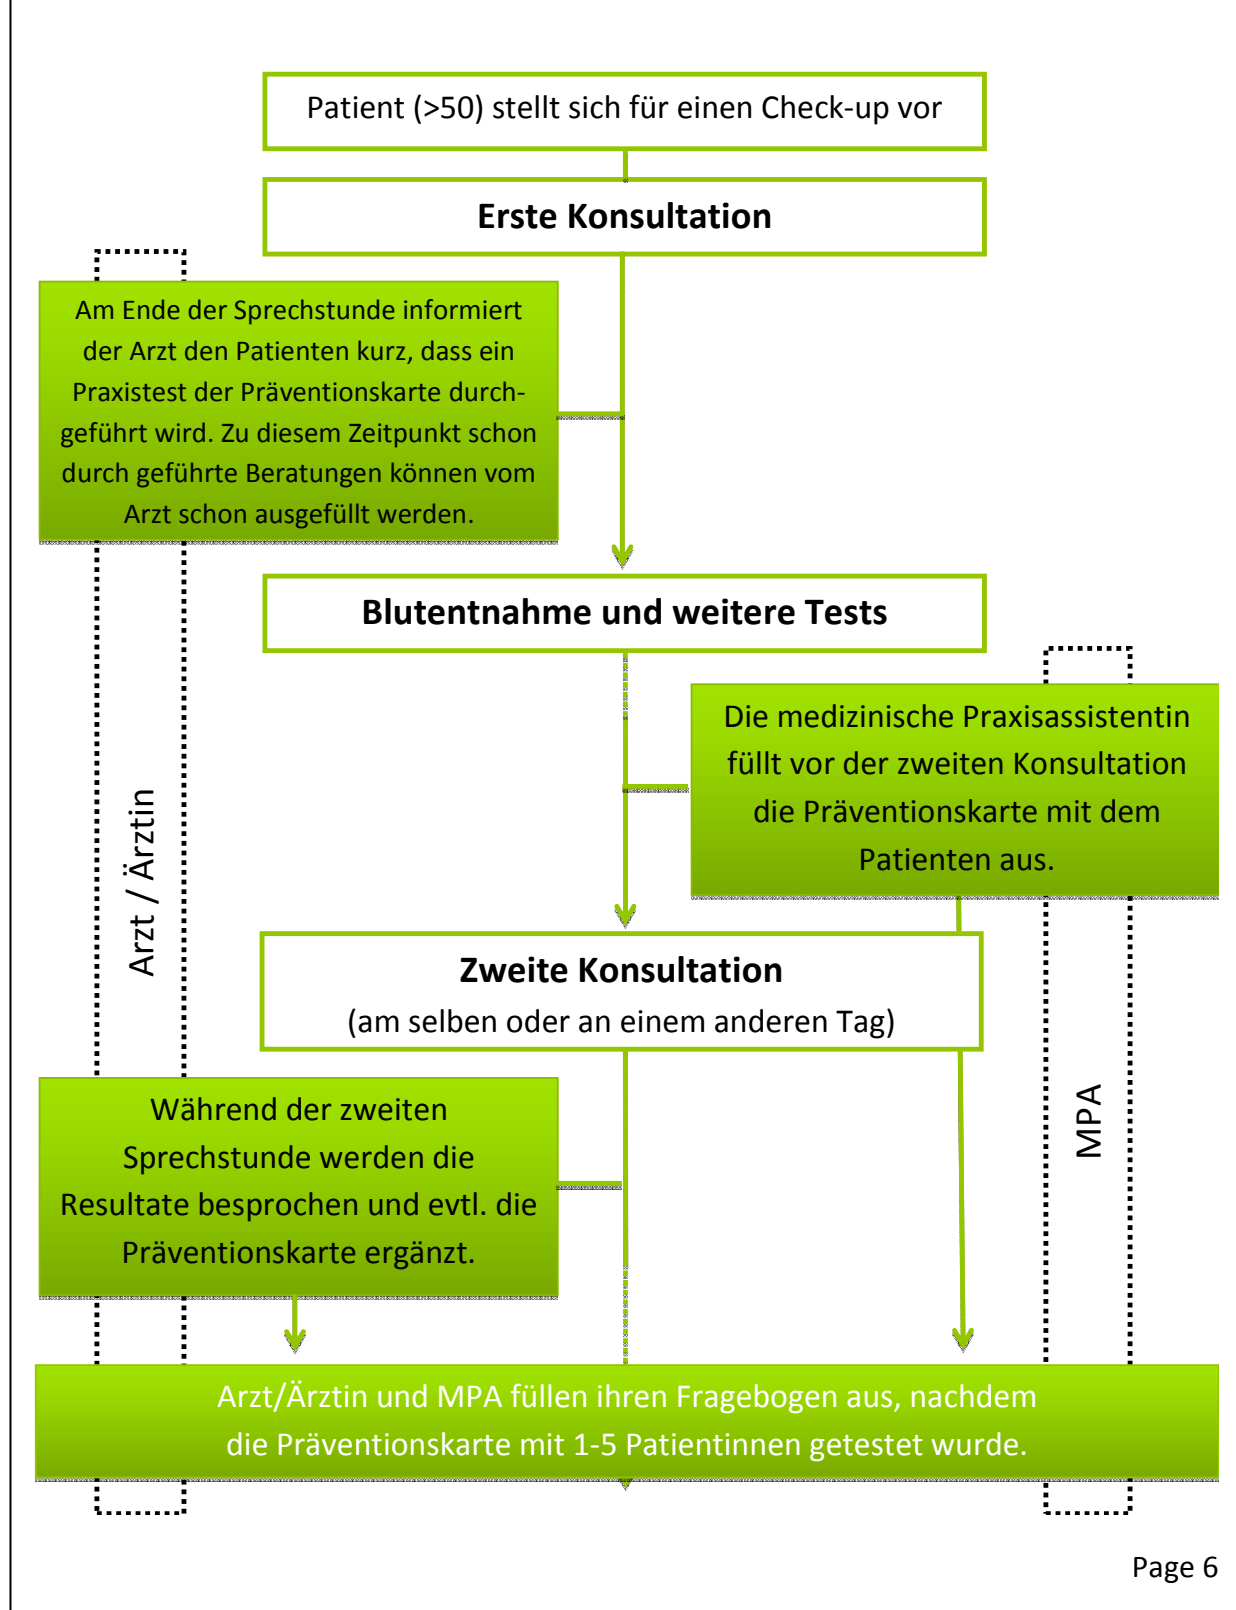 Patient (>50) stellt sich für einen Check-up vor
Erste Konsultation
Am Ende der Sprechstunde informiert
der Arzt den Patienten kurz, dass ein
Praxistest der Präventionskarte durch-
geführt wird. Zu diesem Zeitpunkt schon
durch geführte Beratungen können vom
Arzt schon ausgefüllt werden.
Blutentnahme und weitere Tests
Die medizinische Praxisassistentin
füllt vor der zweiten Konsultation
die Präventionskarte mit dem
Patienten aus.
Arzt / Ärztin
Zweite Konsultation
(am selben oder an einem anderen Tag)
MPA
Während der zweiten
Sprechstunde werden die
Resultate besprochen und evtl. die
Präventionskarte ergänzt.
Arzt/Ärztin und MPA füllen ihren Fragebogen aus, nachdem
die Präventionskarte mit 1-5 Patientinnen getestet wurde.
Page 6